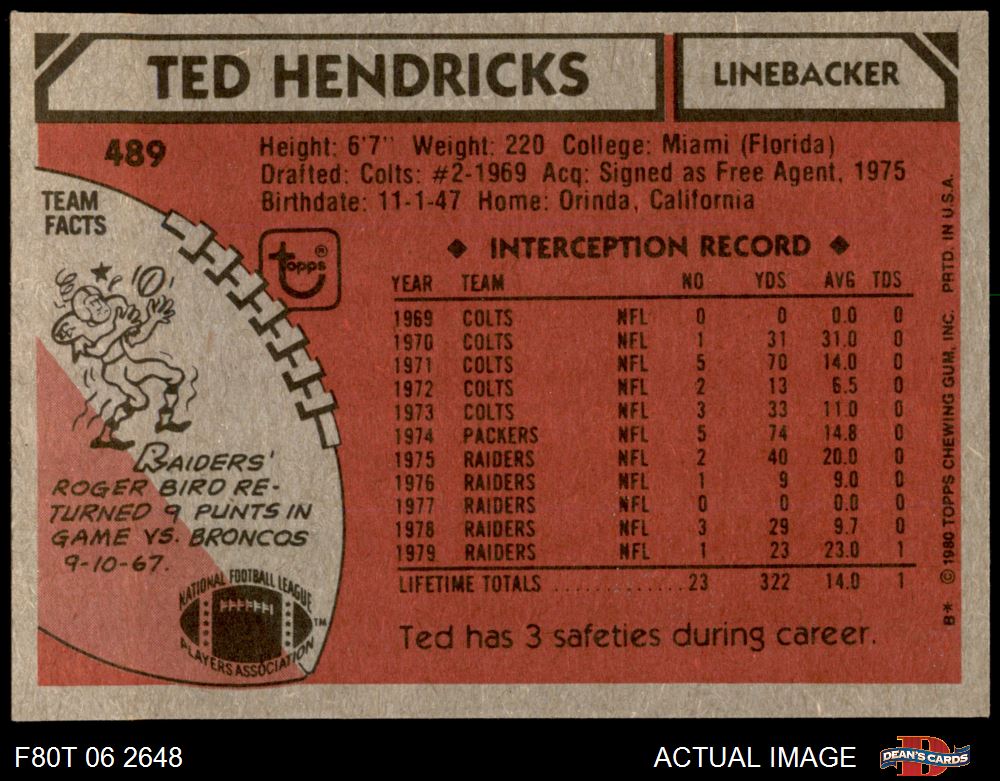 TED HENDRICKS
LINEBACKER
489
Height: 6'7" Weight: 220 College: Miami (Florida)
Drafted: Colts: #2-1969 Acq: Signed as Free Agent, 1975
Birthdate: 11-1-47 Home: Orinda, California
TEAM
FACTS
topps®
◆ INTERCEPTION RECORD ◆
YEAR TEAM NO YDS AVG TDS
1969 COLTS NFL 0 0 0.0 0
1970 COLTS NFL 1 31 31.0 0
1971 COLTS NFL 5 70 14.0 0
1972 COLTS NFL 2 13 6.5 0
1973 COLTS NFL 3 33 11.0 0
1974 PACKERS NFL 5 74 14.8 0
1975 RAIDERS NFL 2 40 20.0 0
1976 RAIDERS NFL 1 9 9.0 0
1977 RAIDERS NFL 0 0 0.0 0
1978 RAIDERS NFL 3 29 9.7 0
1979 RAIDERS NFL 1 23 23.0 1
LIFETIME TOTALS ............. 23 322 14.0 1
Ted has 3 safeties during career.
RAIDERS'
ROGER BIRD RE-
TURNED 9 PUNTS IN
GAME VS. BRONCOS
9-10-67.
NATIONAL FOOTBALL LEAGUE
PLAYERS ASSOCIATION
TM
B* © 1980 TOPPS CHEWING GUM, INC. PRTD. IN U.S.A.
F80T 06 2648
ACTUAL IMAGE
DEAN'S CARDS